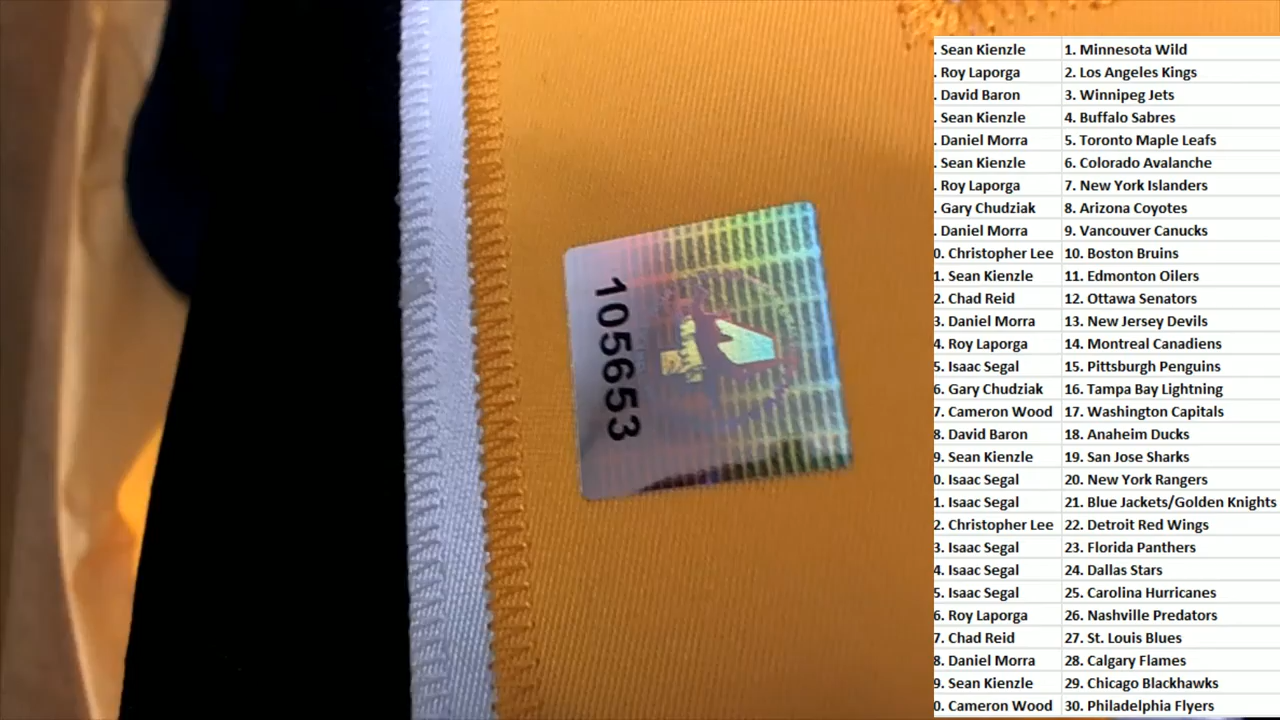 105653
. Sean Kienzle 1. Minnesota Wild
. Roy Laporga 2. Los Angeles Kings
. David Baron 3. Winnipeg Jets
. Sean Kienzle 4. Buffalo Sabres
. Daniel Morra 5. Toronto Maple Leafs
. Sean Kienzle 6. Colorado Avalanche
. Roy Laporga 7. New York Islanders
. Gary Chudziak 8. Arizona Coyotes
. Daniel Morra 9. Vancouver Canucks
0. Christopher Lee 10. Boston Bruins
1. Sean Kienzle 11. Edmonton Oilers
2. Chad Reid 12. Ottawa Senators
3. Daniel Morra 13. New Jersey Devils
4. Roy Laporga 14. Montreal Canadiens
5. Isaac Segal 15. Pittsburgh Penguins
6. Gary Chudziak 16. Tampa Bay Lightning
7. Cameron Wood 17. Washington Capitals
8. David Baron 18. Anaheim Ducks
9. Sean Kienzle 19. San Jose Sharks
0. Isaac Segal 20. New York Rangers
1. Isaac Segal 21. Blue Jackets/Golden Knights
2. Christopher Lee 22. Detroit Red Wings
3. Isaac Segal 23. Florida Panthers
4. Isaac Segal 24. Dallas Stars
5. Isaac Segal 25. Carolina Hurricanes
6. Roy Laporga 26. Nashville Predators
7. Chad Reid 27. St. Louis Blues
8. Daniel Morra 28. Calgary Flames
9. Sean Kienzle 29. Chicago Blackhawks
0. Cameron Wood 30. Philadelphia Flyers